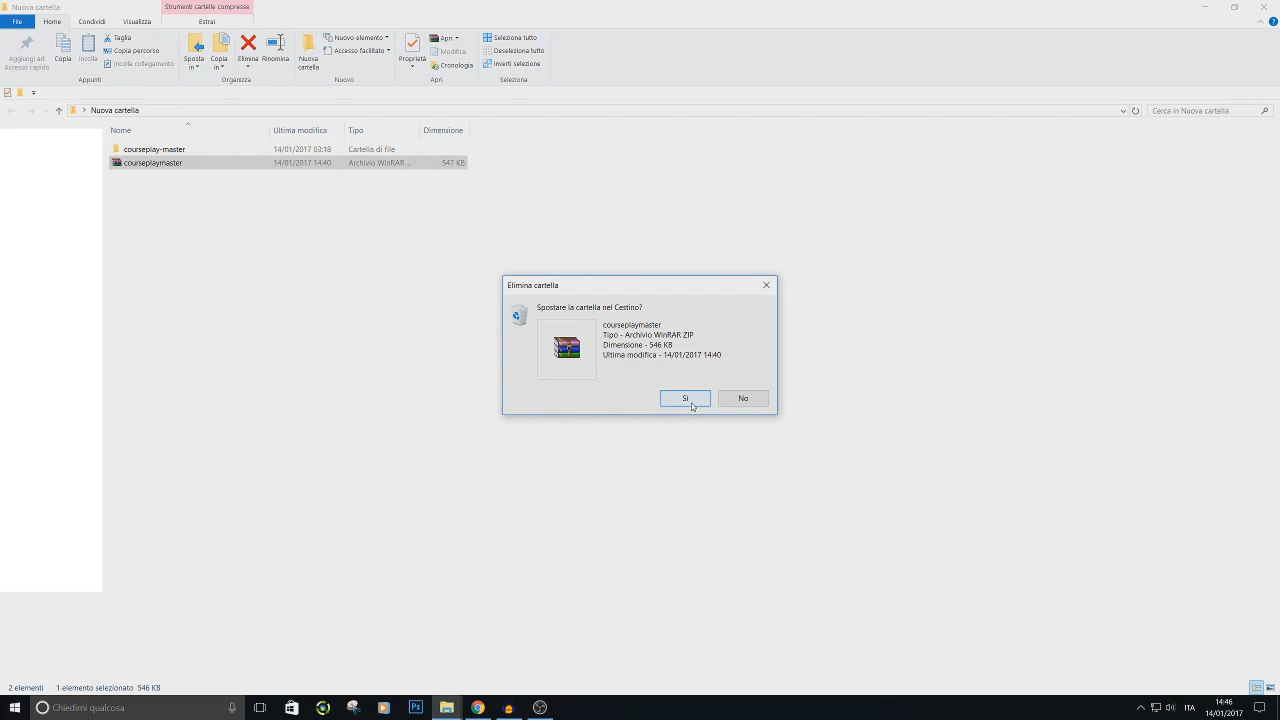 Nuova cartella
Strumenti cartelle compresse
File
Home
Condividi
Visualizza
Estrai
Aggiungi ad
Accesso rapido
Copia
Incolla
Taglia
Copia percorso
Incolla collegamento
Appunti
Sposta
in
Copia
in
Elimina
Rinomina
Organizza
Nuova
cartella
Nuovo elemento
Accesso facilitato
Nuovo
Proprietà
Apri
Modifica
Cronologia
Apri
Seleziona tutto
Deseleziona tutto
Inverti selezione
Seleziona
Nuova cartella
Cerca in Nuova cartella
Nome
Ultima modifica
Tipo
Dimensione
courseplay-master
14/01/2017 03:18
Cartella di file
courseplaymaster
14/01/2017 14:40
Archivio WinRAR ...
547 KB
Elimina cartella
Spostare la cartella nel Cestino?
courseplaymaster
Tipo - Archivio WinRAR ZIP
Dimensione - 546 KB
Ultima modifica - 14/01/2017 14:40
Sì
No
2 elementi
1 elemento selezionato 546 KB
Chiedimi qualcosa
Ps
ITA
14:46
14/01/2017